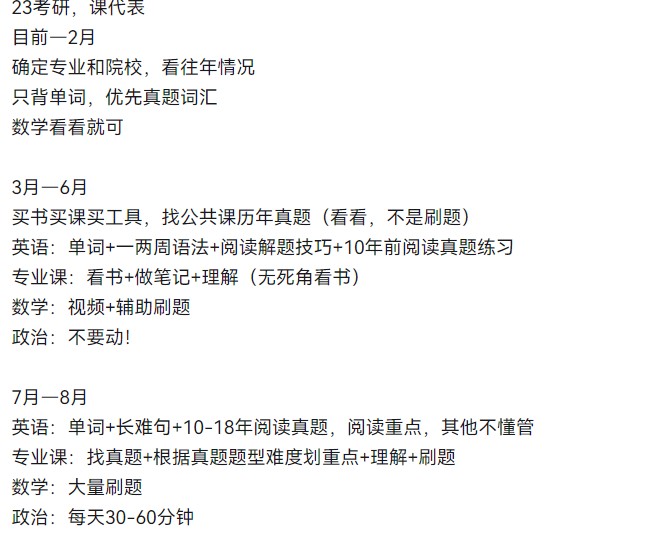 23考研，课代表
目前一2月
确定专业和院校，看往年情况
只背单词，优先真题词汇
数学看看就可
3月一6月
买书买课买工具，找公共课历年真题（看看，不是刷题）
英语：单词+一两周语法+阅读解题技巧+10年前阅读真题练习
专业课：看书+做笔记+理解（无死角看书）
数学：视频+辅助刷题
政治：不要动！
7月一8月
英语：单词+长难句+10-18年阅读真题，阅读重点，其他不懂管
专业课：找真题+根据真题题型难度划重点+理解+刷题
数学：大量刷题
政治：每天30-60分钟